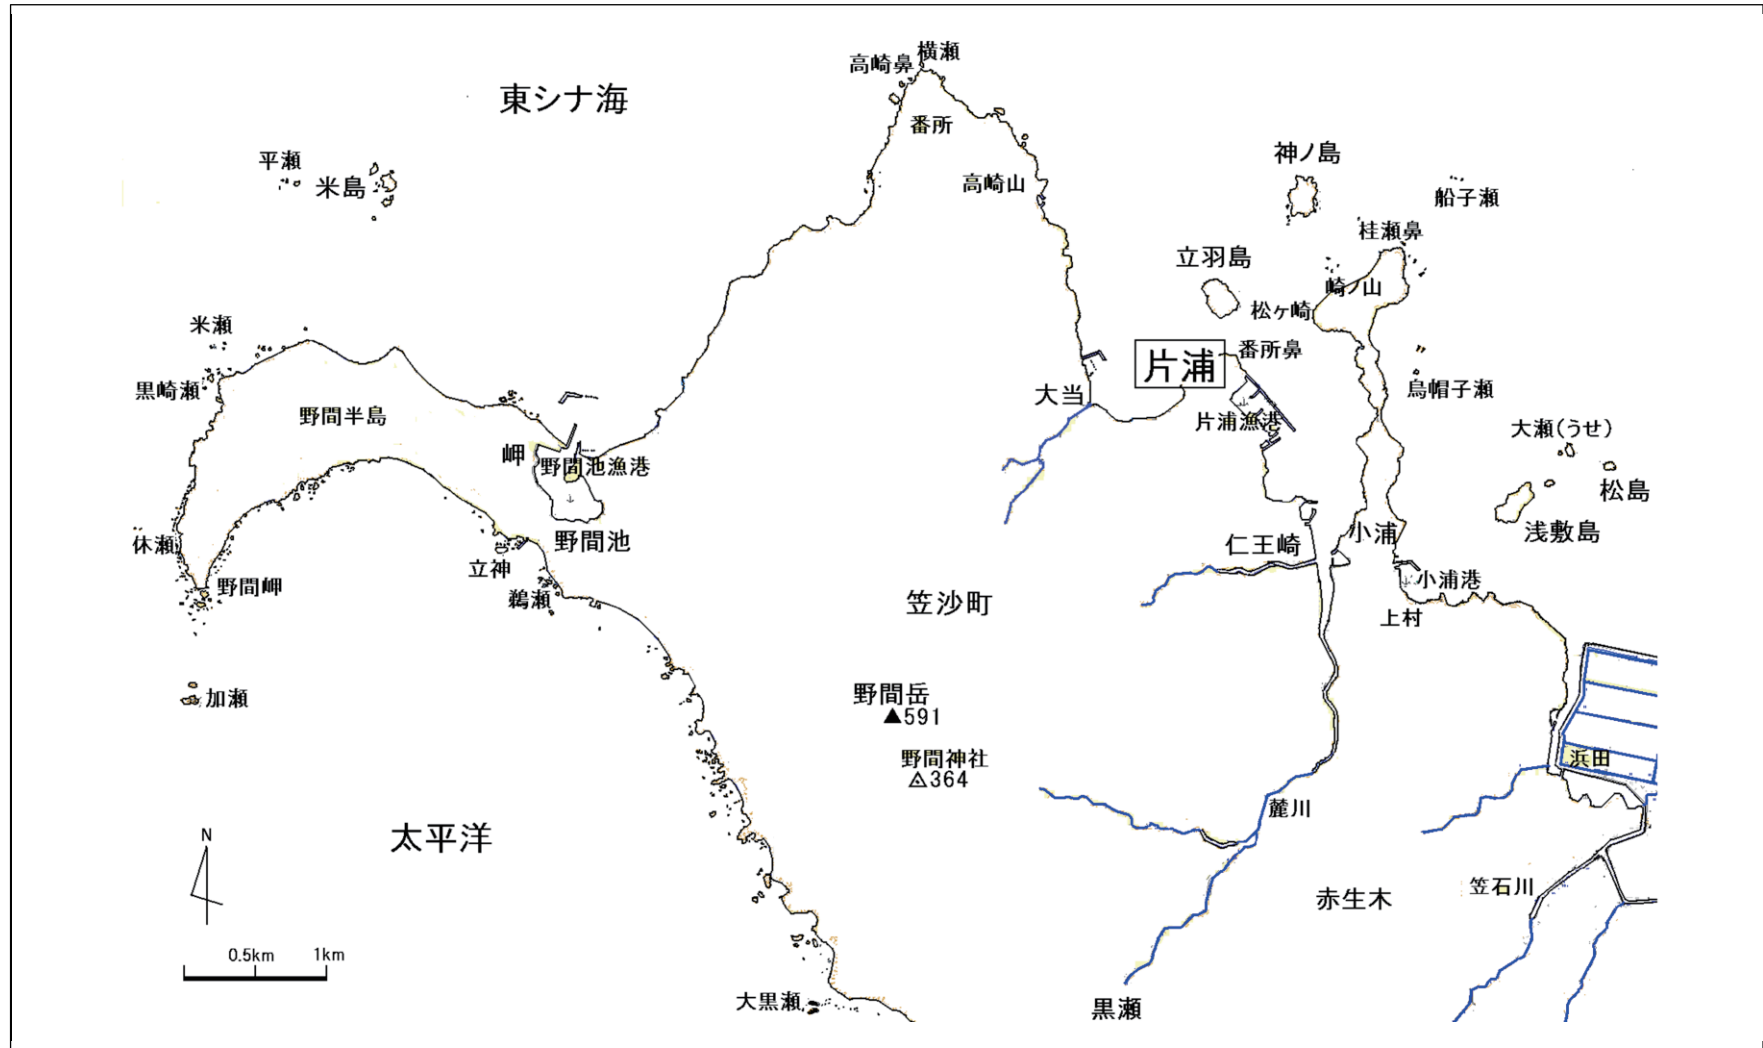 横瀬
高崎鼻
東シナ海
番所
神ノ島
平瀬
米島
高崎山
船子瀬
桂瀬鼻
立羽島
崎ノ山
松ヶ崎
米瀬
番所鼻
片浦
黒崎瀬
大当
烏帽子瀬
野間半島
片浦漁港
大瀬(うせ)
岬
野間池漁港
松島
浅敷島
小浦
野間池
仁王崎
休瀬
立神
小浦港
野間岬
鵜瀬
笠沙町
上村
野間岳
▲591
加瀬
野間神社
364
浜田
麓川
N
太平洋
笠石川
赤生木
0.5km
1km
大黒瀬
黒瀬